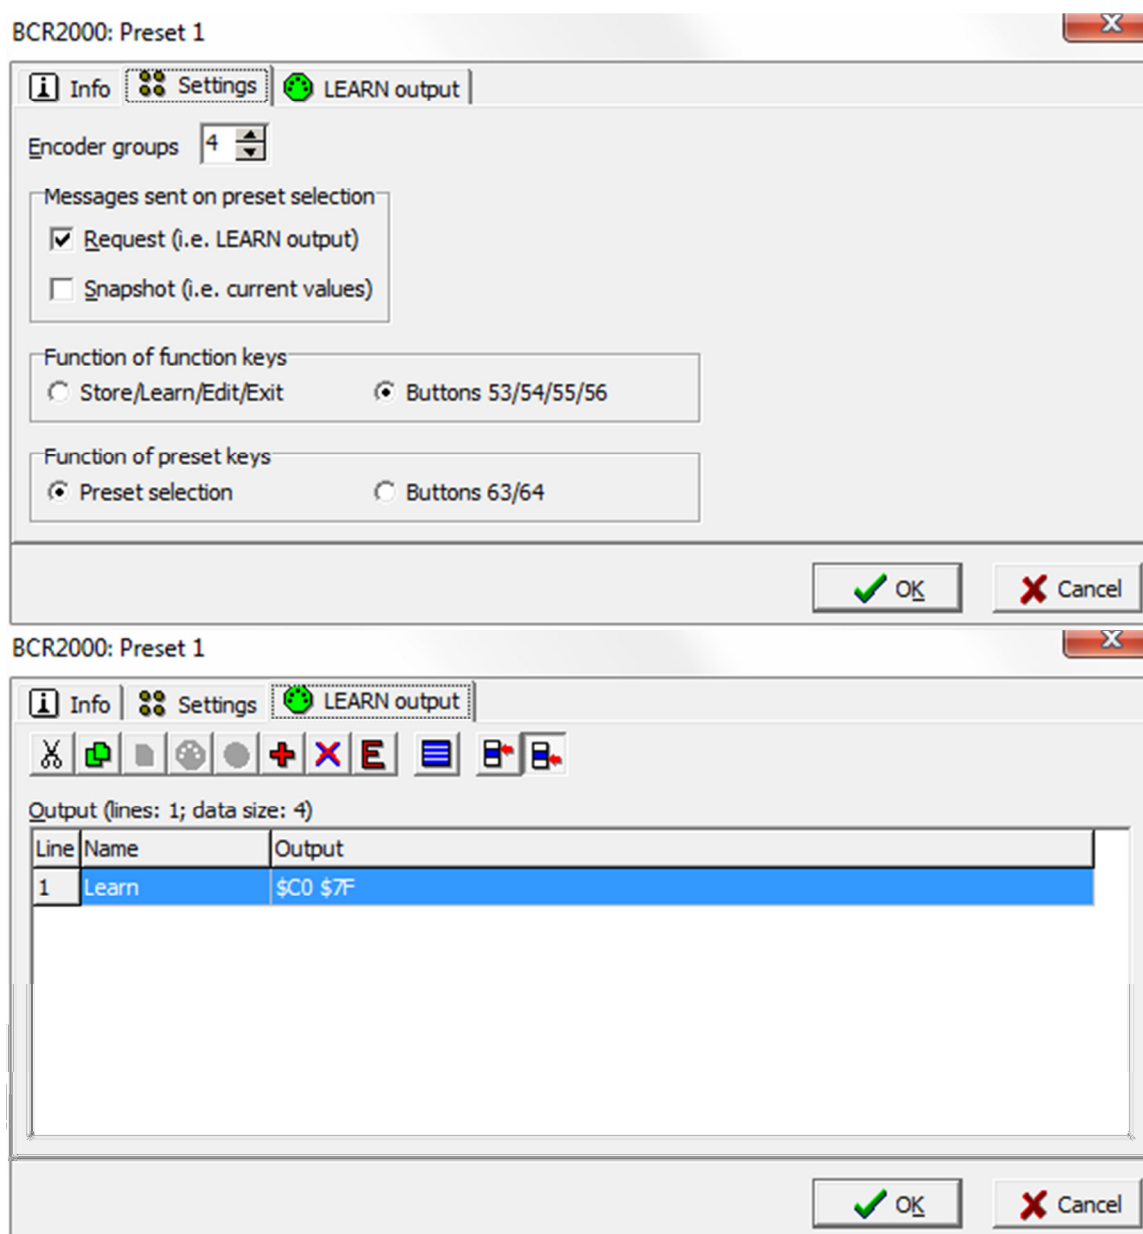 BCR2000: Preset 1
Info Settings LEARN output
Encoder groups 4
Messages sent on preset selection
Request (i.e. LEARN output)
Snapshot (i.e. current values)
Function of function keys
Store/Learn/Edit/Exit Buttons 53/54/55/56
Function of preset keys
Preset selection Buttons 63/64
OK Cancel
BCR2000: Preset 1
Info Settings LEARN output
E
Output (lines: 1; data size: 4)
Line Name Output
1 Learn $C0 $7F
OK Cancel